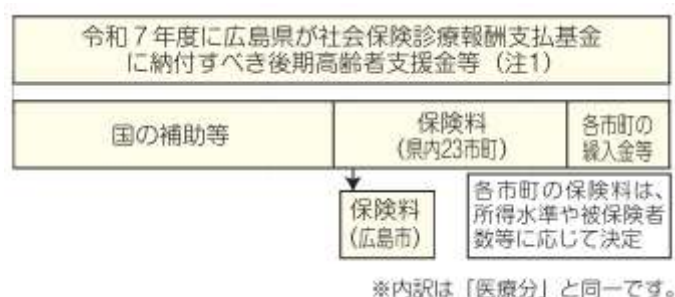 令和７年度に広島県が社会保険診療報酬支払基金
に納付すべき後期高齢者支援金等（注1）
国の補助等
保険料
（県内23市町）
各市町の
繰入金等
保険料
（広島市）
各市町の保険料は、
所得水準や被保険者
数等に応じて決定
※内訳は「医療分」と同一です。